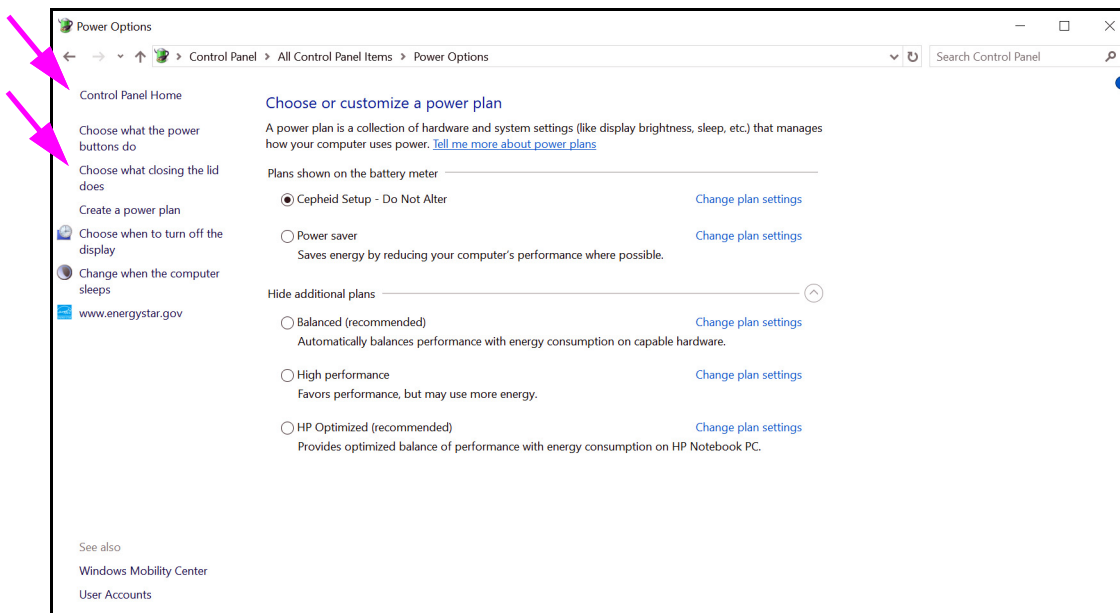 Power Options
Control Panel > All Control Panel Items > Power Options
Search Control Panel
Control Panel Home
Choose what the power
buttons do
Choose what closing the lid
does
Create a power plan
Choose when to turn off the
display
Change when the computer
sleeps
www.energystar.gov
Choose or customize a power plan
A power plan is a collection of hardware and system settings (like display brightness, sleep, etc.) that manages
how your computer uses power. Tell me more about power plans
Plans shown on the battery meter
Cepheid Setup - Do Not Alter Change plan settings
Power saver Change plan settings
Saves energy by reducing your computer's performance where possible.
Hide additional plans
Balanced (recommended) Change plan settings
Automatically balances performance with energy consumption on capable hardware.
High performance Change plan settings
Favors performance, but may use more energy.
HP Optimized (recommended) Change plan settings
Provides optimized balance of performance with energy consumption on HP Notebook PC.
See also
Windows Mobility Center
User Accounts